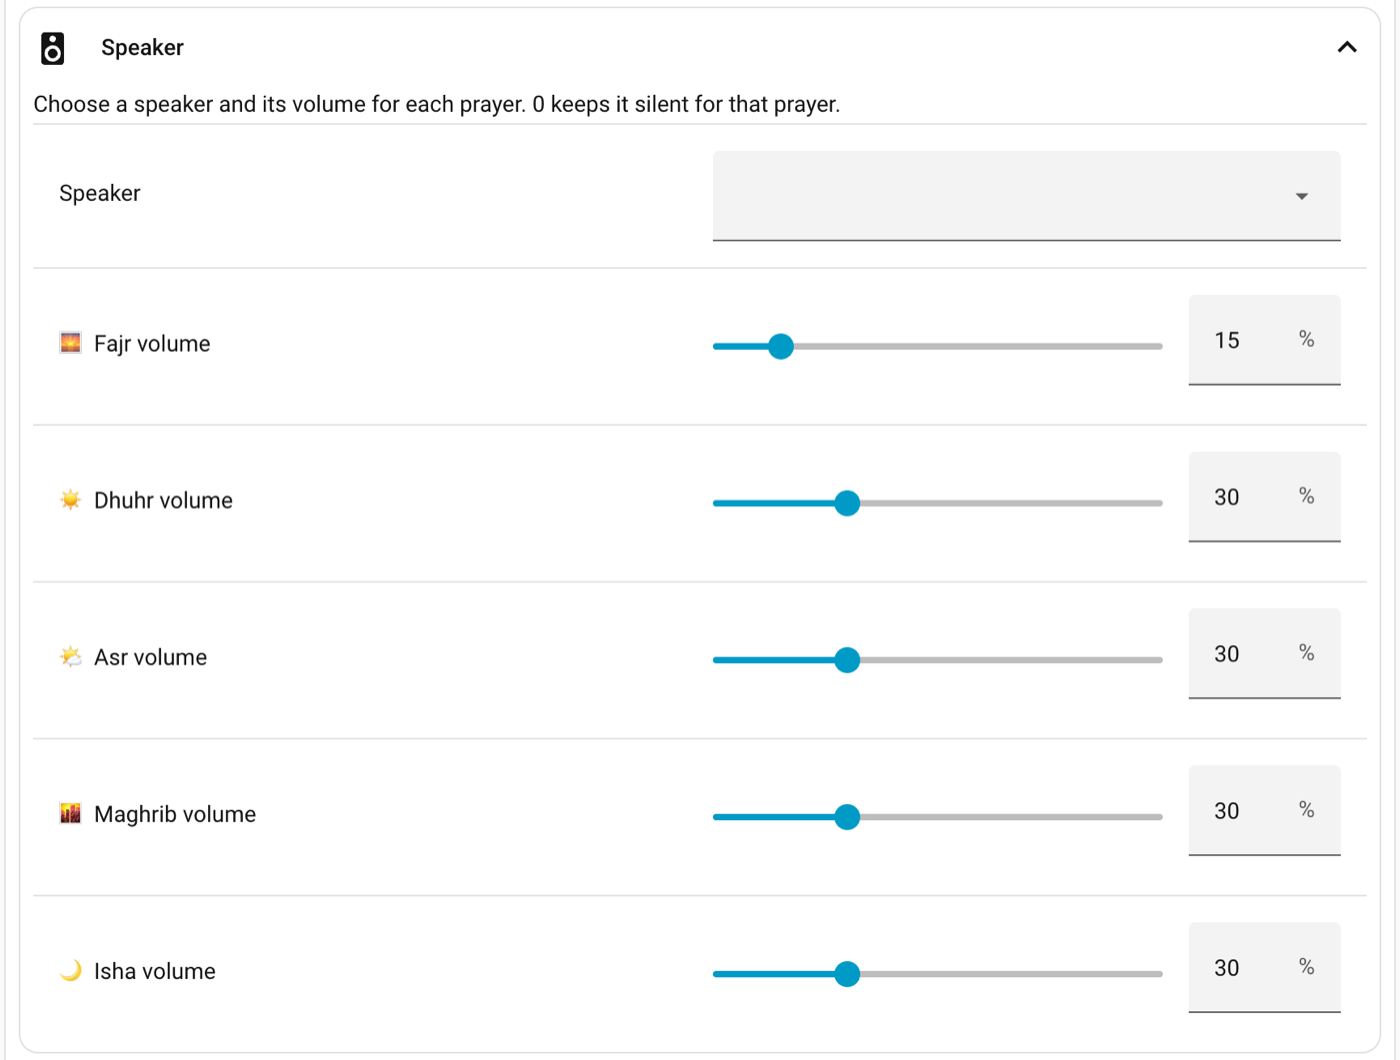 Speaker
Choose a speaker and its volume for each prayer. 0 keeps it silent for that prayer.
Speaker
Fajr volume 15 %
Dhuhr volume 30 %
Asr volume 30 %
Maghrib volume 30 %
Isha volume 30 %